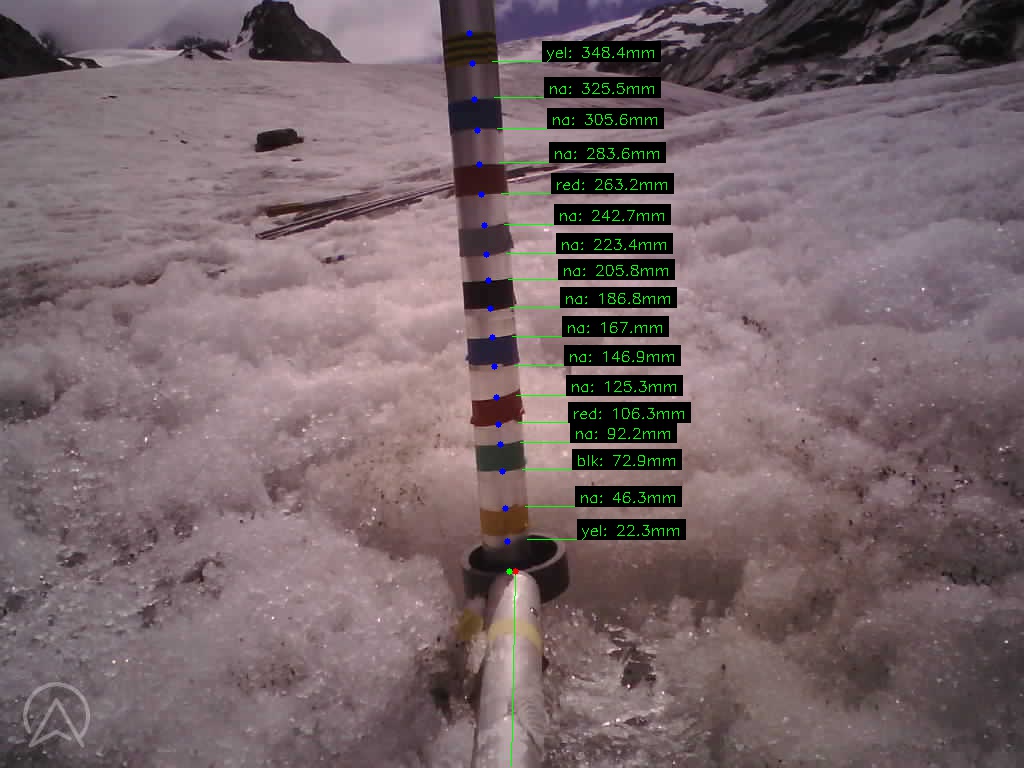 yel: 348.4mm
na: 325.5mm
na: 305.6mm
na: 283.6mm
red: 263.2mm
na: 242.7mm
na: 223.4mm
na: 205.8mm
na: 186.8mm
na: 167.mm
na: 146.9mm
na: 125.3mm
red: 106.3mm
na: 92.2mm
blk: 72.9mm
na: 46.3mm
yel: 22.3mm